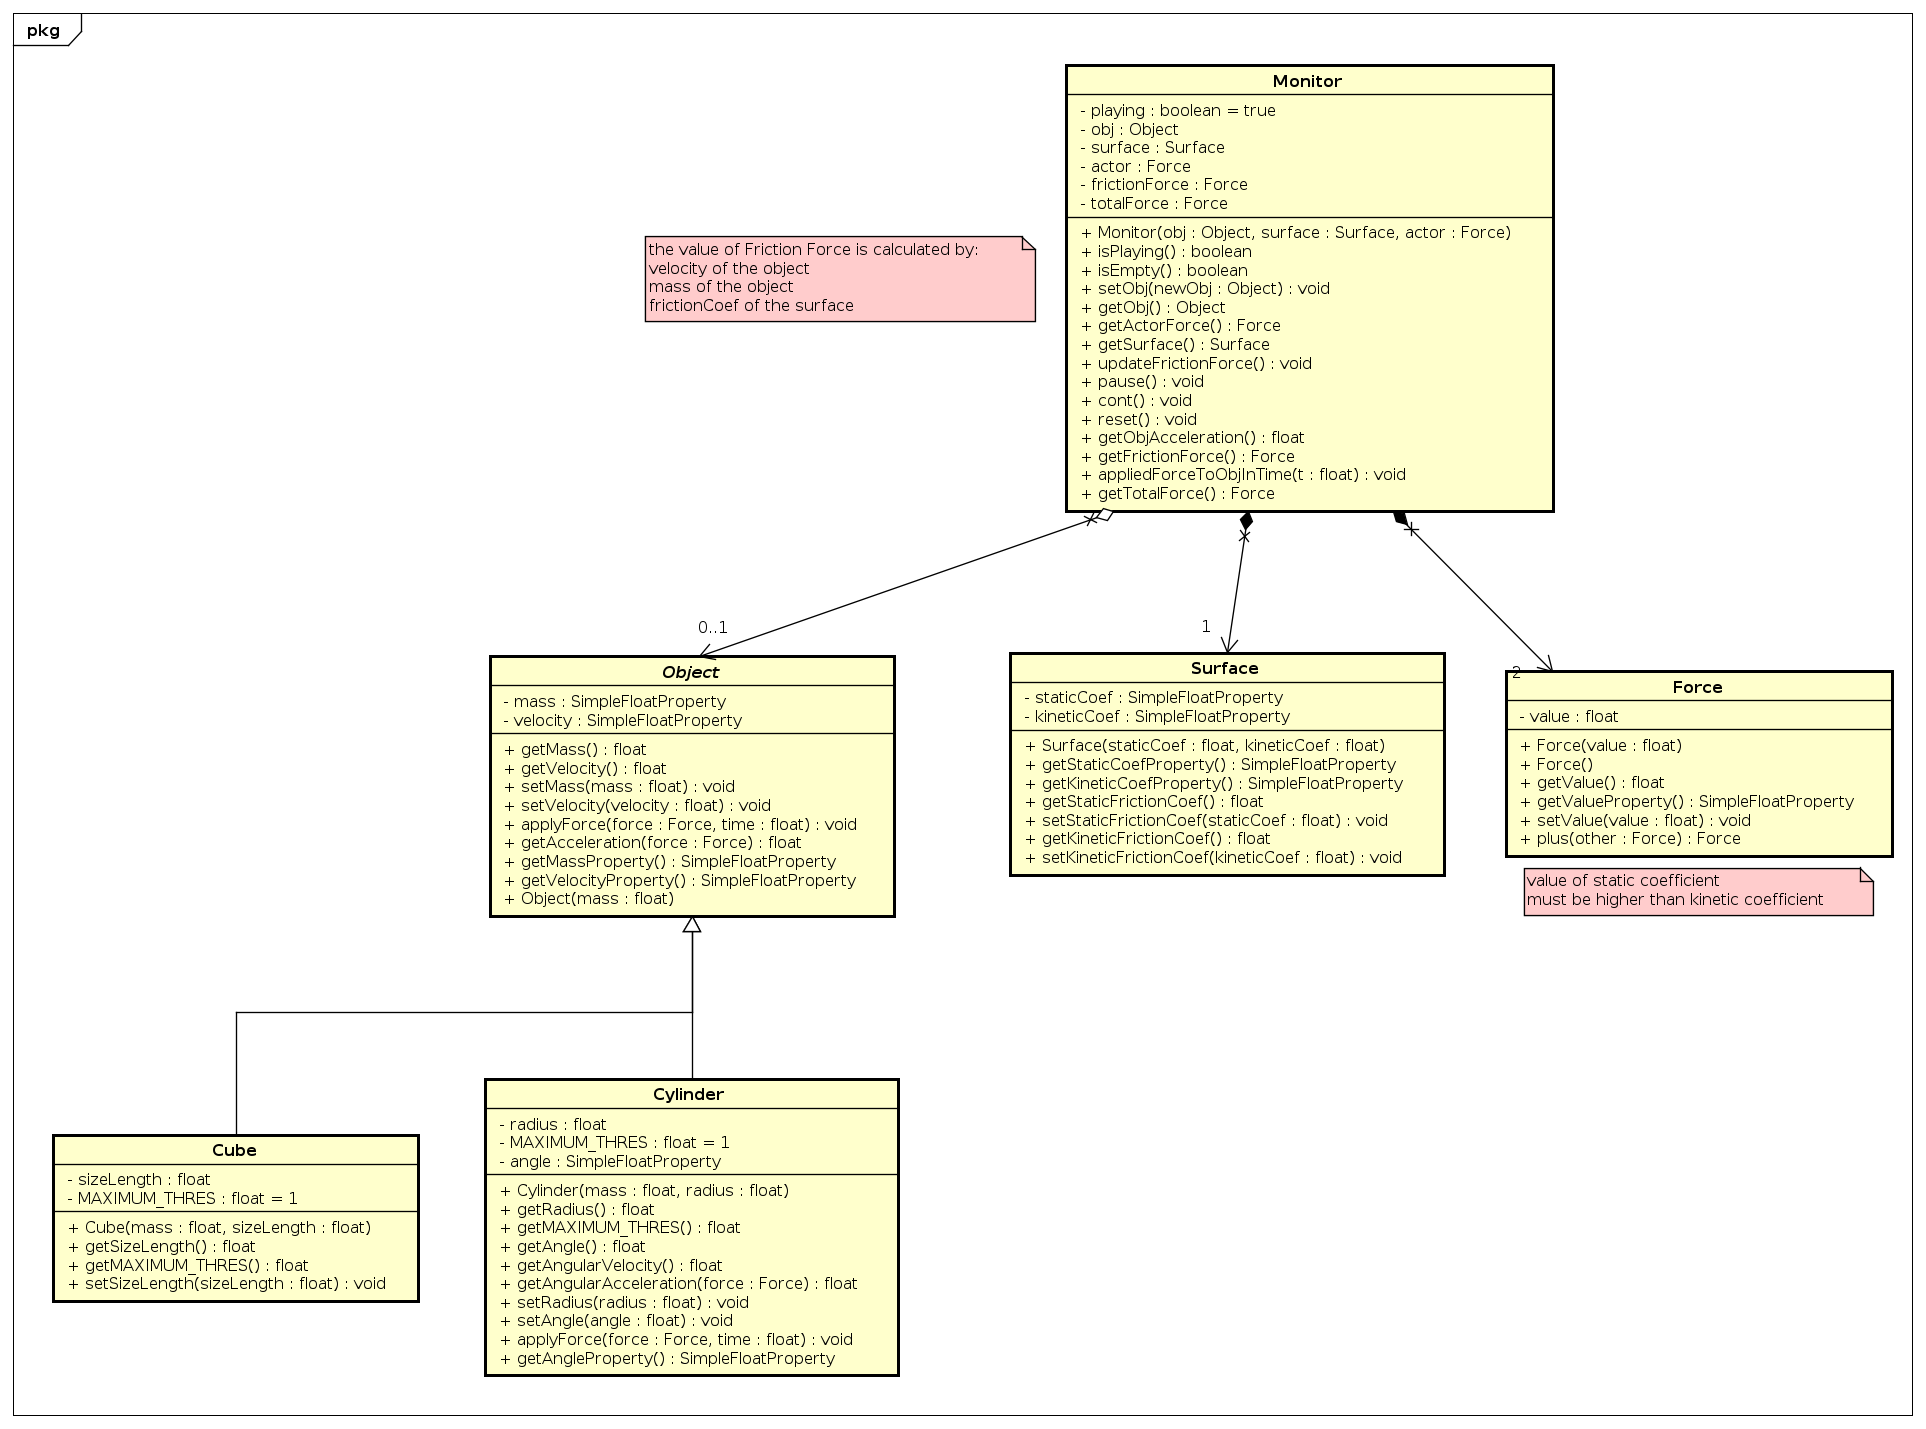 pkg
Monitor
- playing : boolean = true
- obj : Object
- surface : Surface
- actor : Force
- frictionForce : Force
- totalForce : Force
+ Monitor(obj : Object, surface : Surface, actor : Force)
+ isPlaying() : boolean
+ isEmpty() : boolean
+ setObj(newObj : Object) : void
+ getObj() : Object
+ getActorForce() : Force
+ getSurface() : Surface
+ updateFrictionForce() : void
+ pause() : void
+ cont() : void
+ reset() : void
+ getObjAcceleration() : float
+ getFrictionForce() : Force
+ appliedForceToObjInTime(t : float) : void
+ getTotalForce() : Force
the value of Friction Force is calculated by:
velocity of the object
mass of the object
frictionCoef of the surface
0..1
1
2
Object
- mass : SimpleFloatProperty
- velocity : SimpleFloatProperty
+ getMass() : float
+ getVelocity() : float
+ setMass(mass : float) : void
+ setVelocity(velocity : float) : void
+ applyForce(force : Force, time : float) : void
+ getAcceleration(force : Force) : float
+ getMassProperty() : SimpleFloatProperty
+ getVelocityProperty() : SimpleFloatProperty
+ Object(mass : float)
Surface
- staticCoef : SimpleFloatProperty
- kineticCoef : SimpleFloatProperty
+ Surface(staticCoef : float, kineticCoef : float)
+ getStaticCoefProperty() : SimpleFloatProperty
+ getKineticCoefProperty() : SimpleFloatProperty
+ getStaticFrictionCoef() : float
+ setStaticFrictionCoef(staticCoef : float) : void
+ getKineticFrictionCoef() : float
+ setKineticFrictionCoef(kineticCoef : float) : void
Force
- value : float
+ Force(value : float)
+ Force()
+ getValue() : float
+ getValueProperty() : SimpleFloatProperty
+ setValue(value : float) : void
+ plus(other : Force) : Force
value of static coefficient
must be higher than kinetic coefficient
Cube
- sizeLength : float
- MAXIMUM_THRES : float = 1
+ Cube(mass : float, sizeLength : float)
+ getSizeLength() : float
+ getMAXIMUM_THRES() : float
+ setSizeLength(sizeLength : float) : void
Cylinder
- radius : float
- MAXIMUM_THRES : float = 1
- angle : SimpleFloatProperty
+ Cylinder(mass : float, radius : float)
+ getRadius() : float
+ getMAXIMUM_THRES() : float
+ getAngle() : float
+ getAngularVelocity() : float
+ getAngularAcceleration(force : Force) : float
+ setRadius(radius : float) : void
+ setAngle(angle : float) : void
+ applyForce(force : Force, time : float) : void
+ getAngleProperty() : SimpleFloatProperty